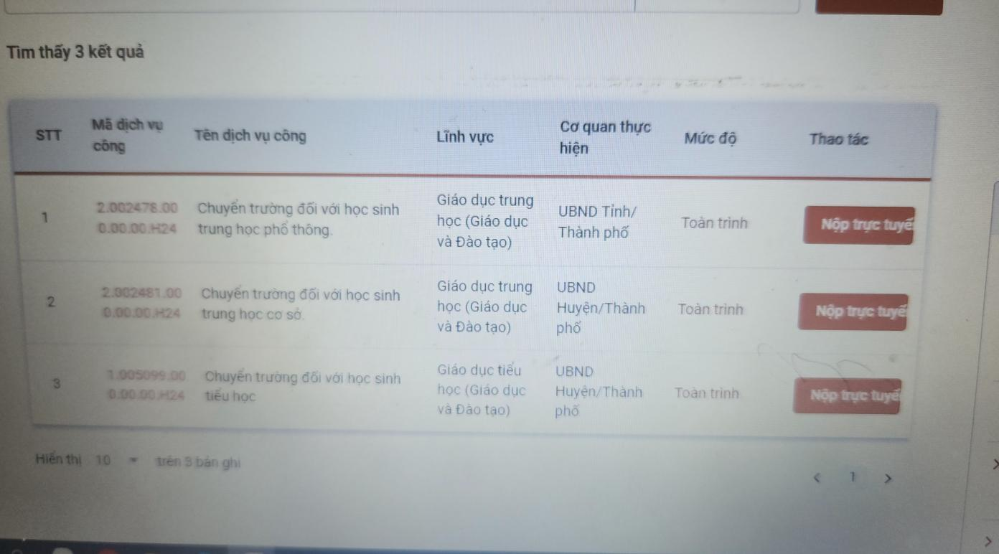 Tìm thấy 3 kết quả
STT
Mã dịch vụ
công
Tên dịch vụ công
Lĩnh vực
Cơ quan thực
hiện
Mức độ
Thao tác
1
2.002478.00
0.00.00.H24
Chuyển trường đối với học sinh
trung học phổ thông.
Giáo dục trung
học (Giáo dục
và Đào tạo)
UBND Tỉnh/
Thành phố
Toàn trình
Nộp trực tuyế
2
2.002481.00
0.00.00.H24
Chuyển trường đối với học sinh
trung học cơ sở.
Giáo dục trung
học (Giáo dục
và Đào tạo)
UBND
Huyện/Thành
phố
Toàn trình
Nộp trực tuyế
3
1.005099.00
0.00.00.H24
Chuyển trường đối với học sinh
tiểu học
Giáo dục tiểu
học (Giáo dục
và Đào tạo)
UBND
Huyện/Thành
phố
Toàn trình
Nộp trực tuyế
Hiển thị 10 trên 3 bản ghi
< 1 >